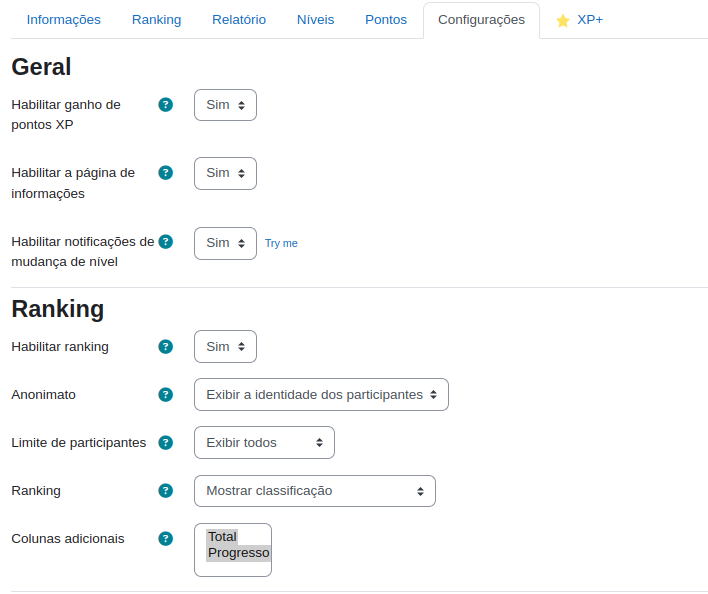 Informações Ranking Relatório Níveis Pontos Configurações XP+
Geral
Habilitar ganho de ? Sim
pontos XP
Habilitar a página de ? Sim
informações
Habilitar notificações de ? Sim Try me
mudança de nível
Ranking
Habilitar ranking ? Sim
Anonimato ? Exibir a identidade dos participantes
Limite de participantes ? Exibir todos
Ranking ? Mostrar classificação
Colunas adicionais ? Total
Progresso